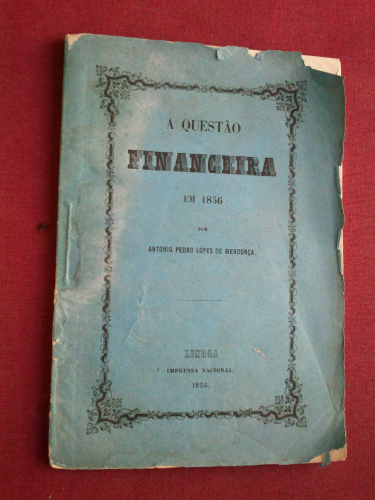 A QUESTÃO
FINANCEIRA
EM 1856
POR
ANTONIO PEDRO LOPES DE MENDONÇA.
LISBOA
IMPRENSA NACIONAL.
1856.